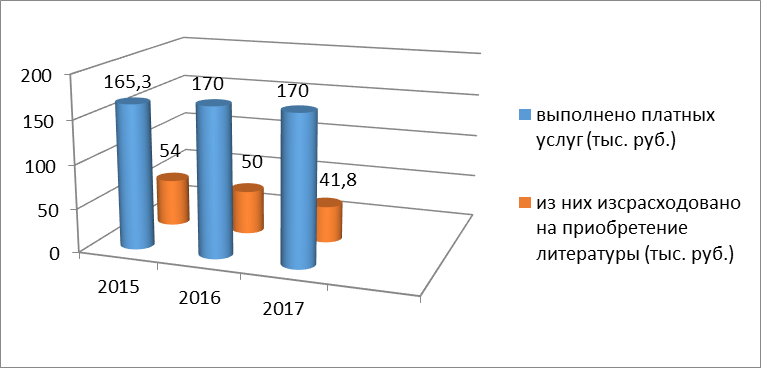 200
150
100
50
0
165,3
170
170
54
50
41,8
2015
2016
2017
выполнено платных
услуг (тыс. руб.)
из них изсрасходовано
на приобретение
литературы (тыс. руб.)